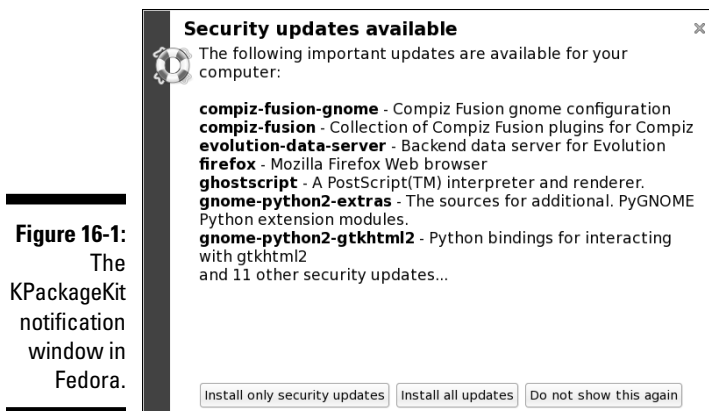 Security updates available
The following important updates are available for your
computer:
compiz-fusion-gnome - Compiz Fusion gnome configuration
compiz-fusion - Collection of Compiz Fusion plugins for Compiz
evolution-data-server - Backend data server for Evolution
firefox - Mozilla Firefox Web browser
ghostscript - A PostScript(TM) interpreter and renderer.
gnome-python2-extras - The sources for additional. PyGNOME
Python extension modules.
gnome-python2-gtkhtml2 - Python bindings for interacting
with gtkhtml2
and 11 other security updates...
Install only security updates
Install all updates
Do not show this again
Figure 16-1:
The
KPackageKit
notification
window in
Fedora.